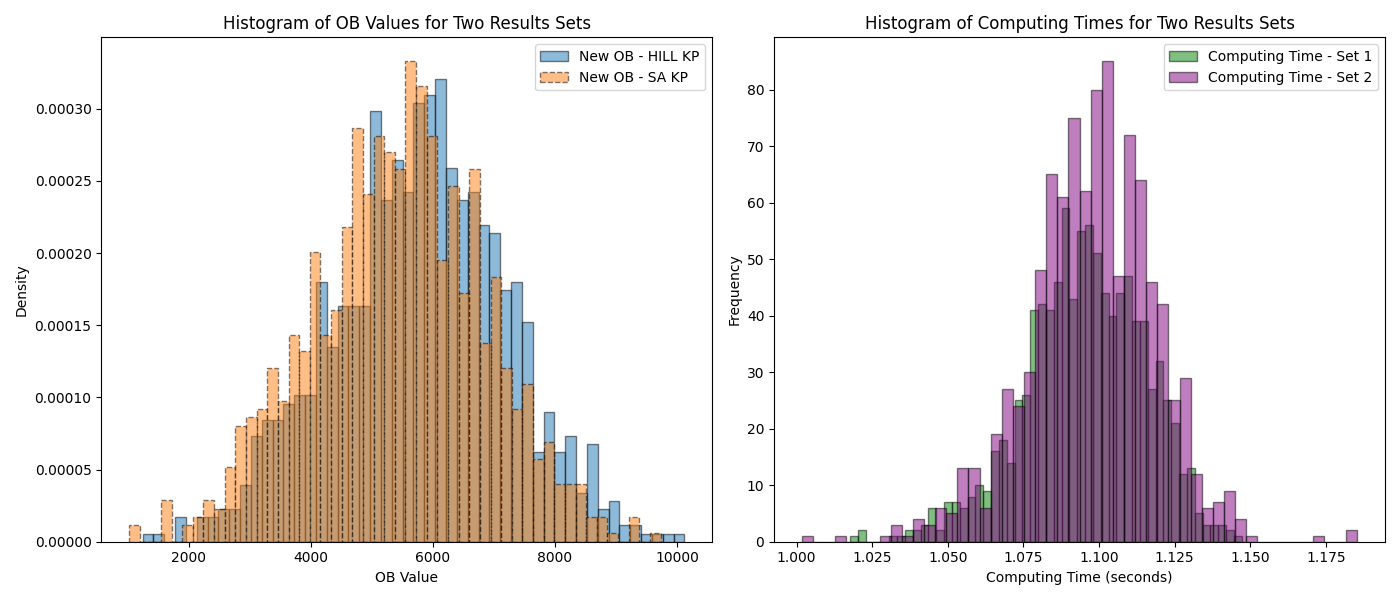 Histogram of OB Values for Two Results Sets
New OB - HILL KP
New OB - SA KP
0.00030
0.00025
0.00020
0.00015
0.00010
0.00005
0.00000
Density
2000 4000 6000 8000 10000
OB Value
Histogram of Computing Times for Two Results Sets
Computing Time - Set 1
Computing Time - Set 2
80
70
60
50
40
30
20
10
0
Frequency
1.000 1.025 1.050 1.075 1.100 1.125 1.150 1.175
Computing Time (seconds)